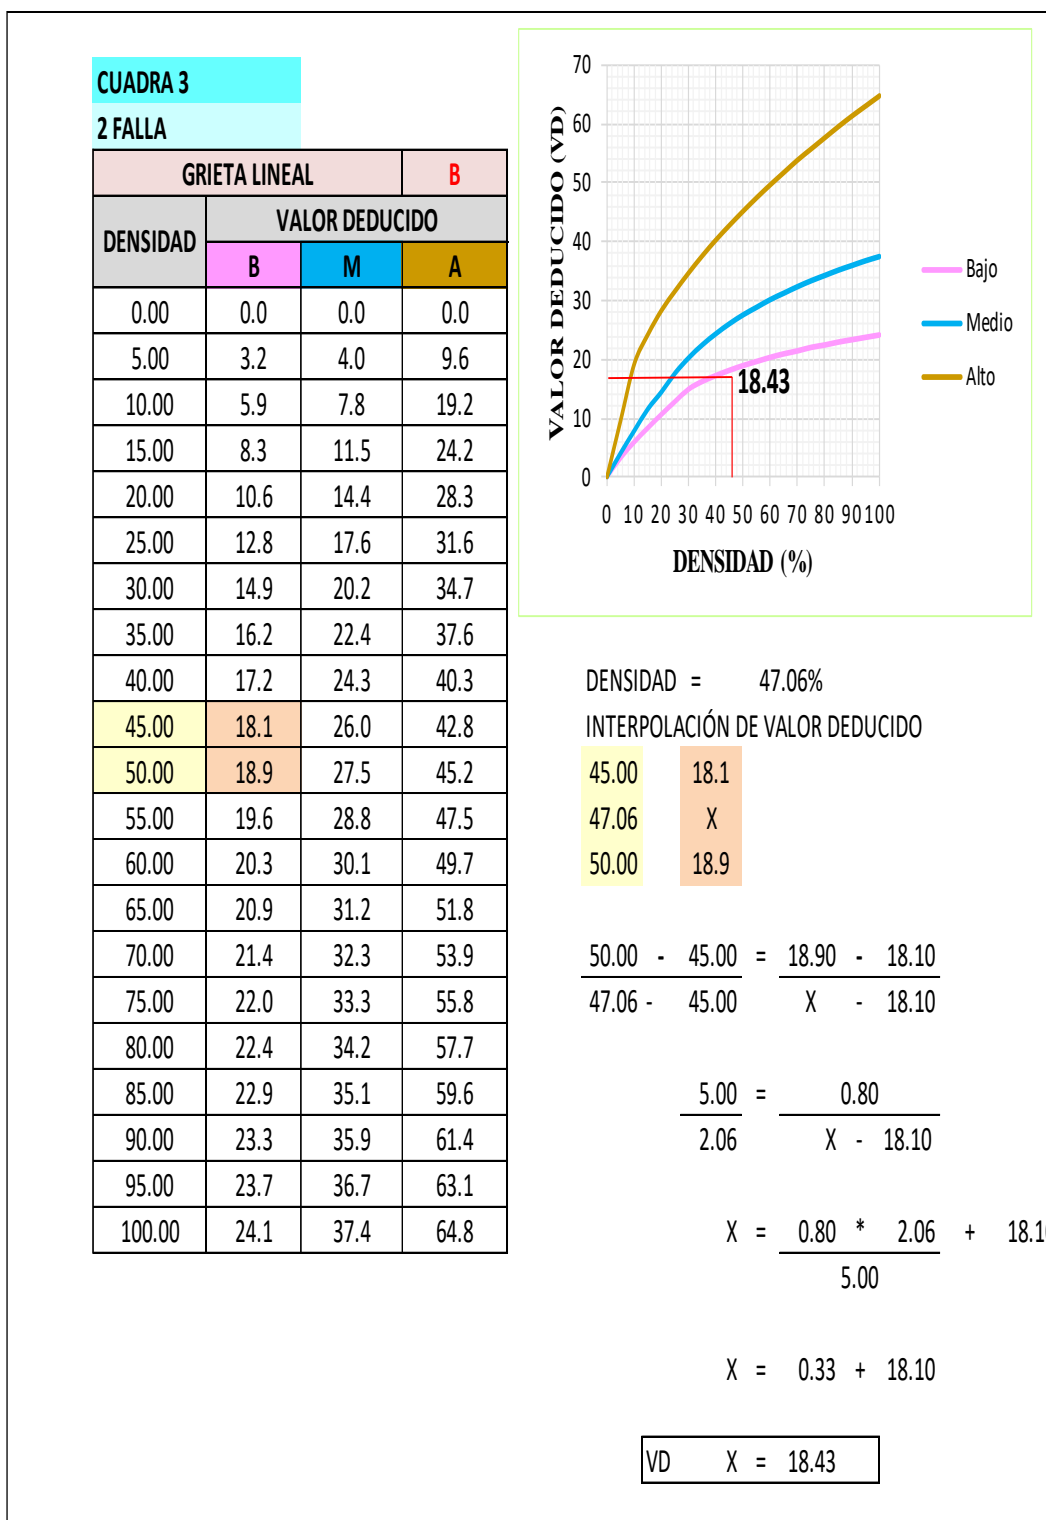 CUADRA 3
2 FALLA
GRIETA LINEAL B
DENSIDAD VALOR DEDUCIDO
B M A
0.00 0.0 0.0 0.0
5.00 3.2 4.0 9.6
10.00 5.9 7.8 19.2
15.00 8.3 11.5 24.2
20.00 10.6 14.4 28.3
25.00 12.8 17.6 31.6
30.00 14.9 20.2 34.7
35.00 16.2 22.4 37.6
40.00 17.2 24.3 40.3
45.00 18.1 26.0 42.8
50.00 18.9 27.5 45.2
55.00 19.6 28.8 47.5
60.00 20.3 30.1 49.7
65.00 20.9 31.2 51.8
70.00 21.4 32.3 53.9
75.00 22.0 33.3 55.8
80.00 22.4 34.2 57.7
85.00 22.9 35.1 59.6
90.00 23.3 35.9 61.4
95.00 23.7 36.7 63.1
100.00 24.1 37.4 64.8
VALOR DEDUCIDO (VD)
70
60
50
40
30
20
10
0
18.43
0 10 20 30 40 50 60 70 80 90 100
DENSIDAD (%)
Bajo
Medio
Alto
DENSIDAD = 47.06%
INTERPOLACIÓN DE VALOR DEDUCIDO
45.00 18.1
47.06 X
50.00 18.9
50.00 - 45.00 = 18.90 - 18.10
47.06 - 45.00 X - 18.10
5.00 = 0.80
2.06 X - 18.10
X = 0.80 * 2.06 + 18.10
5.00
X = 0.33 + 18.10
VD X = 18.43